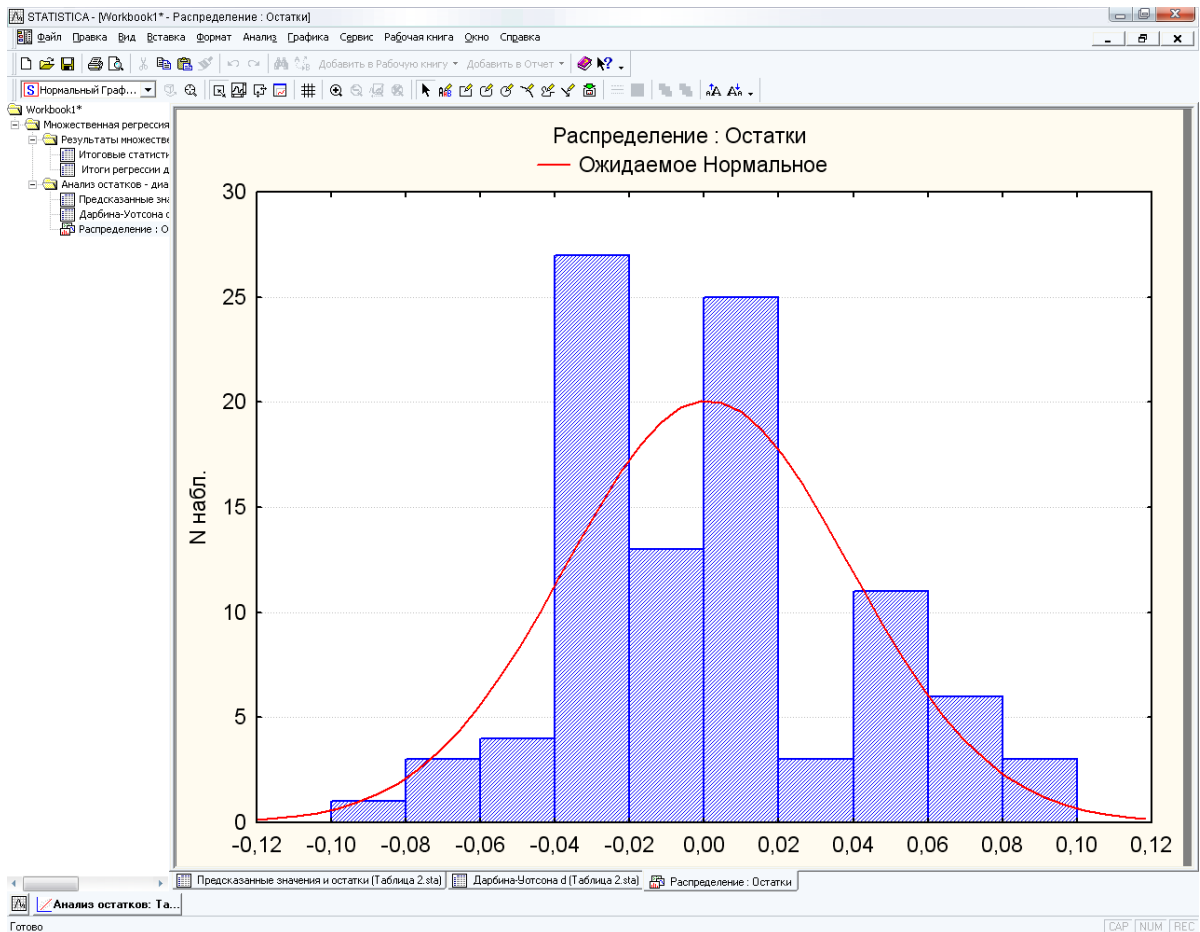 STATISTICA - [Workbook1* - Распределение : Остатки]
Файл Правка Вид Вставка Формат Анализ Графика Сервис Рабочая книга Окно Справка
Добавить в Рабочую книгу Добавить в Отчет
Нормальный Граф...
Workbook1*
Множественная регрессия
Результаты множестве
Итоговые статисти
Итоги регрессии д
Анализ остатков - диа
Предсказанные зна
Дарбина-Уотсона d
Распределение : О
Распределение : Остатки
Ожидаемое Нормальное
30
25
20
15
10
5
0
N набл.
-0,12 -0,10 -0,08 -0,06 -0,04 -0,02 0,00 0,02 0,04 0,06 0,08 0,10 0,12
Предсказанные значения и остатки (Таблица 2.sta) Дарбина-Уотсона d (Таблица 2.sta) Распределение : Остатки
Анализ остатков: Та...
Готово CAP NUM REC